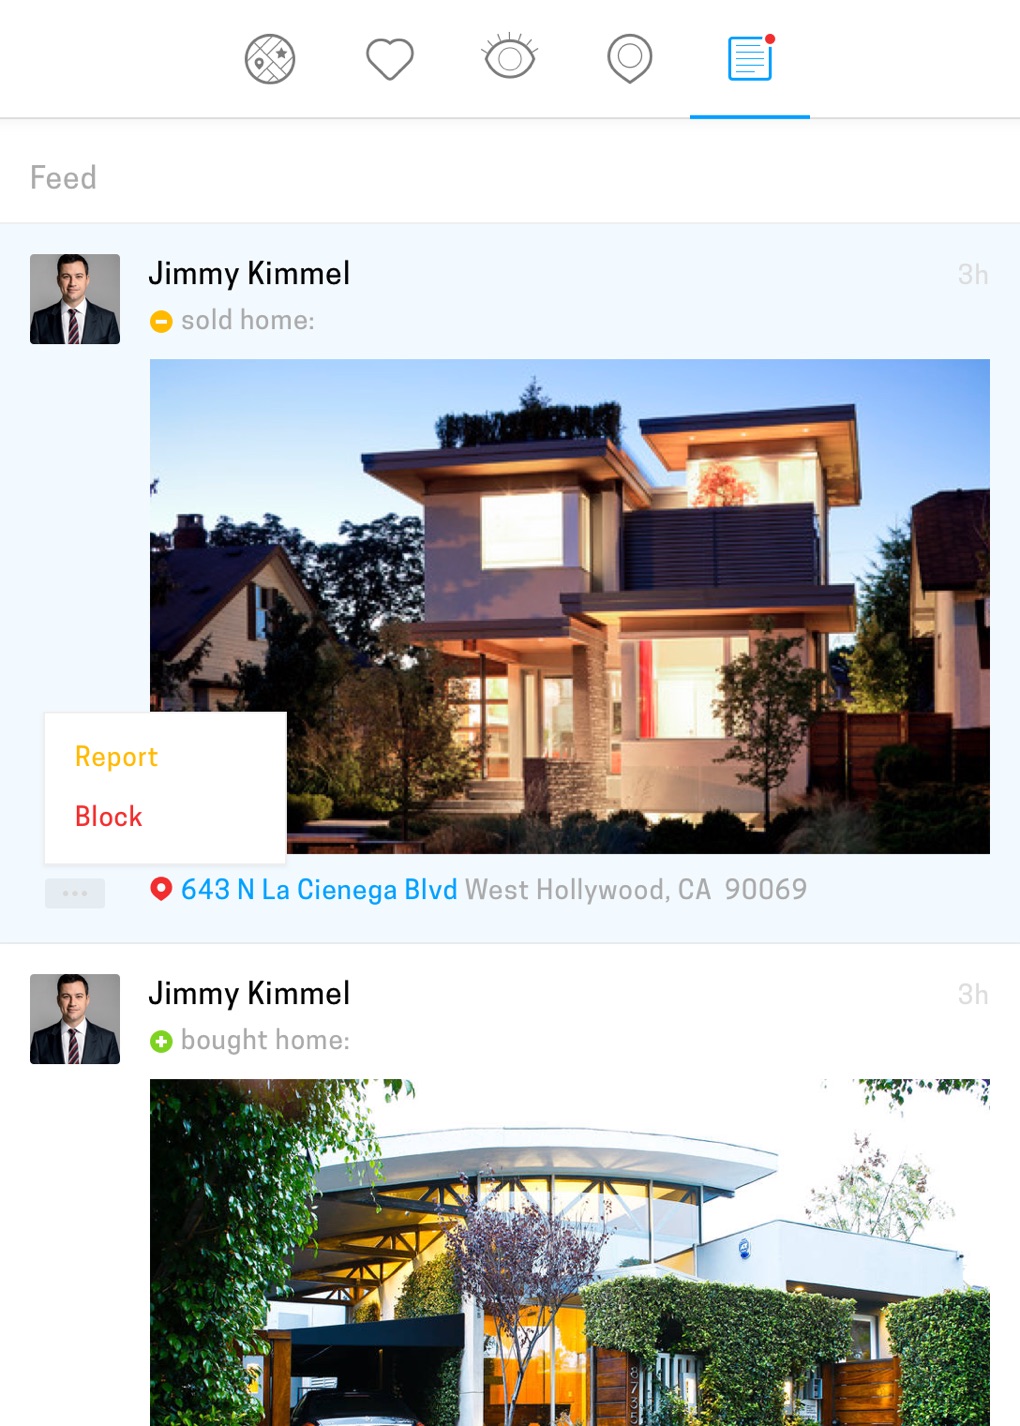 Feed
Jimmy Kimmel
3h
sold home:
Report
Block
643 N La Cienega Blvd West Hollywood, CA 90069
Jimmy Kimmel
3h
bought home:
8735